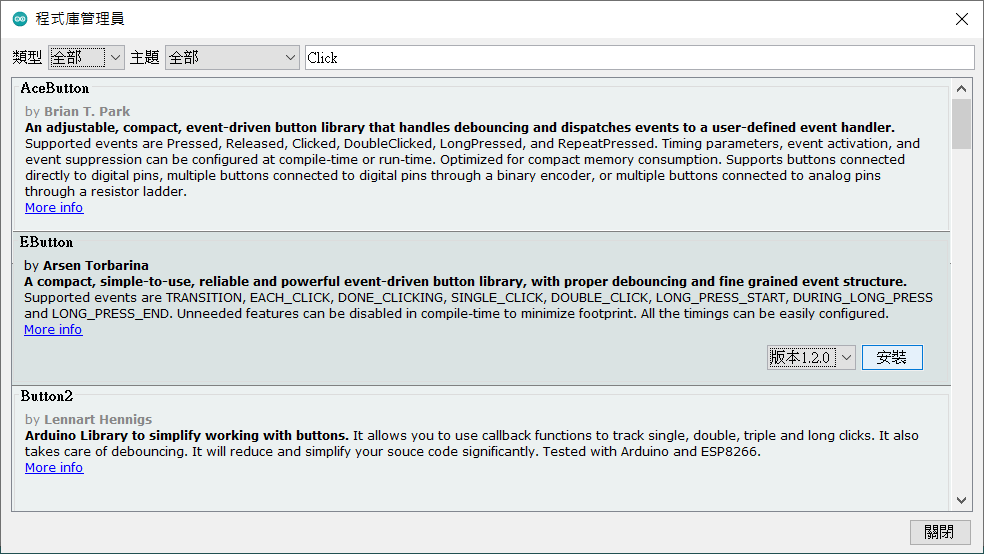 程式庫管理員
類型 全部 主題 全部 Click
AceButton
by Brian T. Park
An adjustable, compact, event-driven button library that handles debouncing and dispatches events to a user-defined event handler.
Supported events are Pressed, Released, Clicked, DoubleClicked, LongPressed, and RepeatPressed. Timing parameters, event activation, and
event suppression can be configured at compile-time or run-time. Optimized for compact memory consumption. Supports buttons connected
directly to digital pins, multiple buttons connected to digital pins through a binary encoder, or multiple buttons connected to analog pins
through a resistor ladder.
More info
EButton
by Arsen Torbarina
A compact, simple-to-use, reliable and powerful event-driven button library, with proper debouncing and fine grained event structure.
Supported events are TRANSITION, EACH_CLICK, DONE_CLICKING, SINGLE_CLICK, DOUBLE_CLICK, LONG_PRESS_START, DURING_LONG_PRESS
and LONG_PRESS_END. Unneeded features can be disabled in compile-time to minimize footprint. All the timings can be easily configured.
More info
版本1.2.0 安裝
Button2
by Lennart Hennigs
Arduino Library to simplify working with buttons. It allows you to use callback functions to track single, double, triple and long clicks. It also
takes care of debouncing. It will reduce and simplify your souce code significantly. Tested with Arduino and ESP8266.
More info
關閉